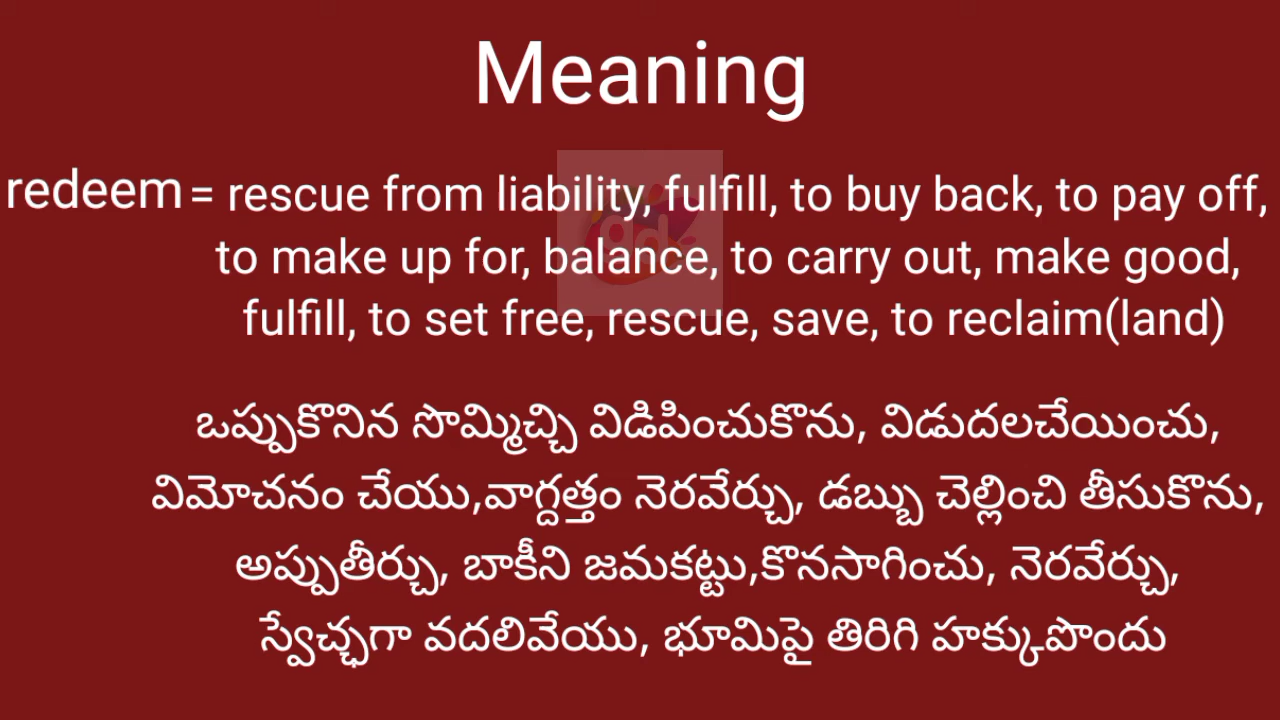 Meaning
redeem = rescue from liability, fulfill, to buy back, to pay off,
to make up for, balance, to carry out, make good,
fulfill, to set free, rescue, save, to reclaim(land)
ఒప్పుకొనిన సొమ్మిచ్చి విడిపించుకొను, విడుదలచేయించు,
విమోచనం చేయు,వాగ్దత్తం నెరవేర్చు, డబ్బు చెల్లించి తీసుకొను,
అప్పుతీర్చు, బాకీని జమకట్టు,కొనసాగించు, నెరవేర్చు,
స్వేచ్ఛగా వదలివేయు, భూమిపై తిరిగి హక్కుపొందు